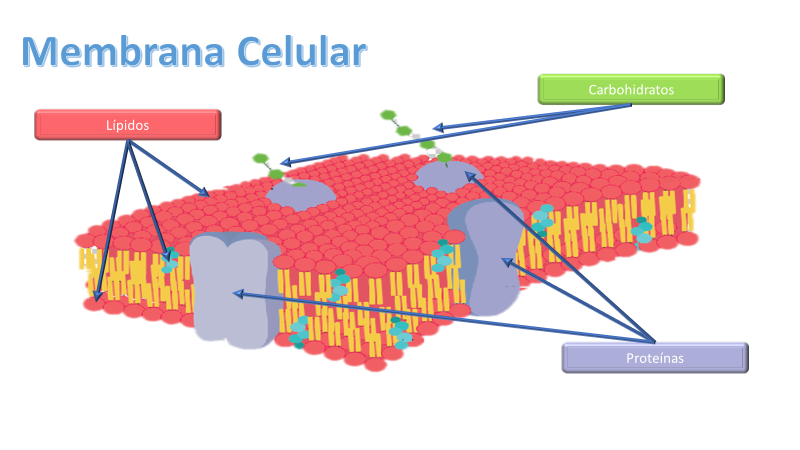 Membrana Celular
Carbohidratos
Lípidos
Proteínas